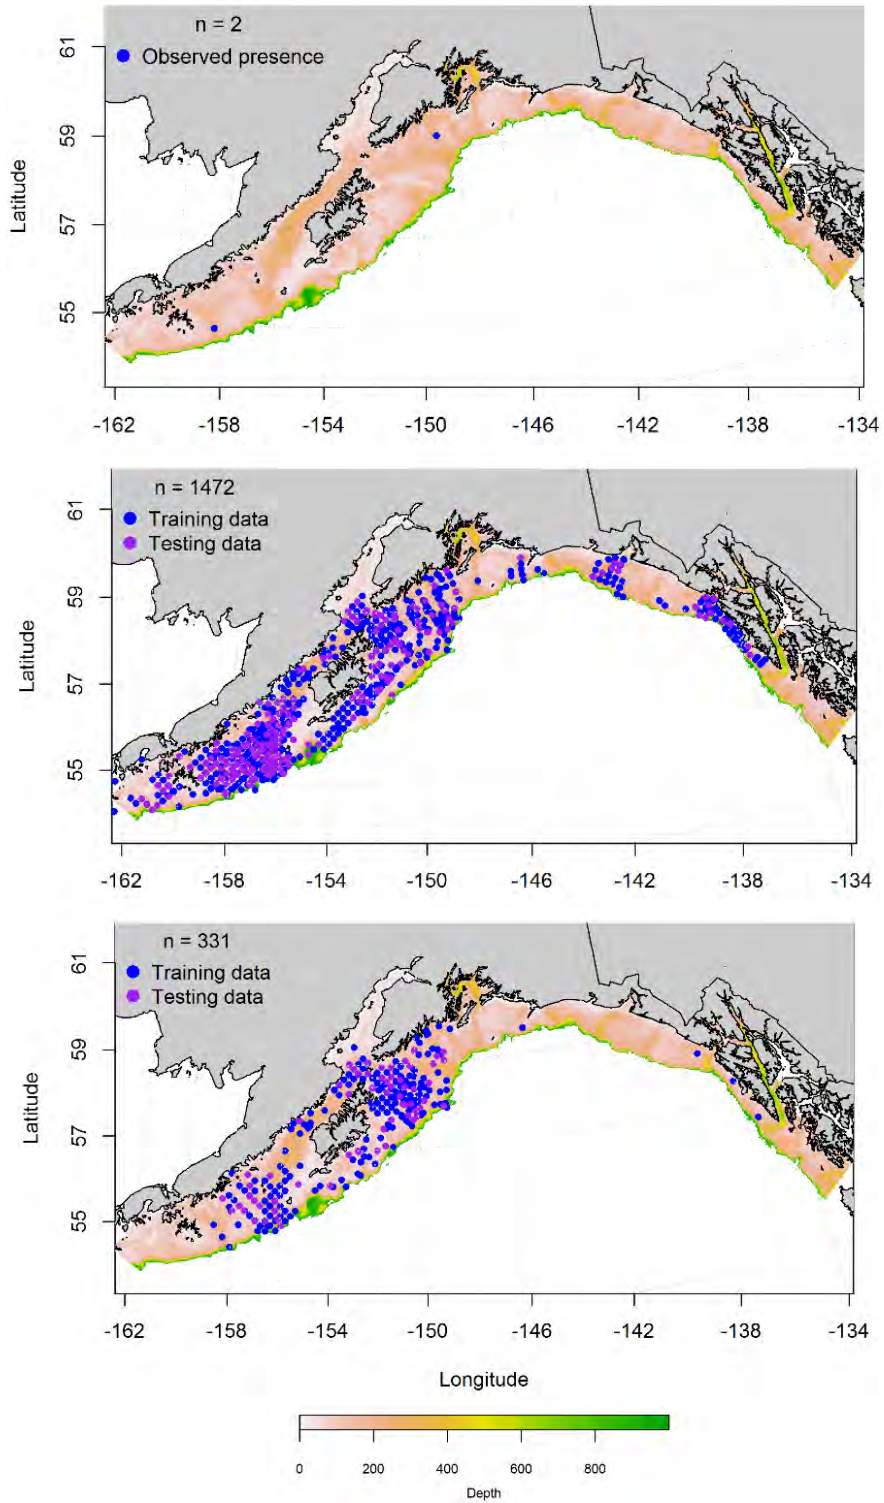 n = 2
Observed presence
61
59
57
55
Latitude
-162 -158 -154 -150 -146 -142 -138 -134
n = 1472
Training data
Testing data
61
59
57
55
Latitude
-162 -158 -154 -150 -146 -142 -138 -134
n = 331
Training data
Testing data
61
59
57
55
Latitude
-162 -158 -154 -150 -146 -142 -138 -134
Longitude
0 200 400 600 800
Depth